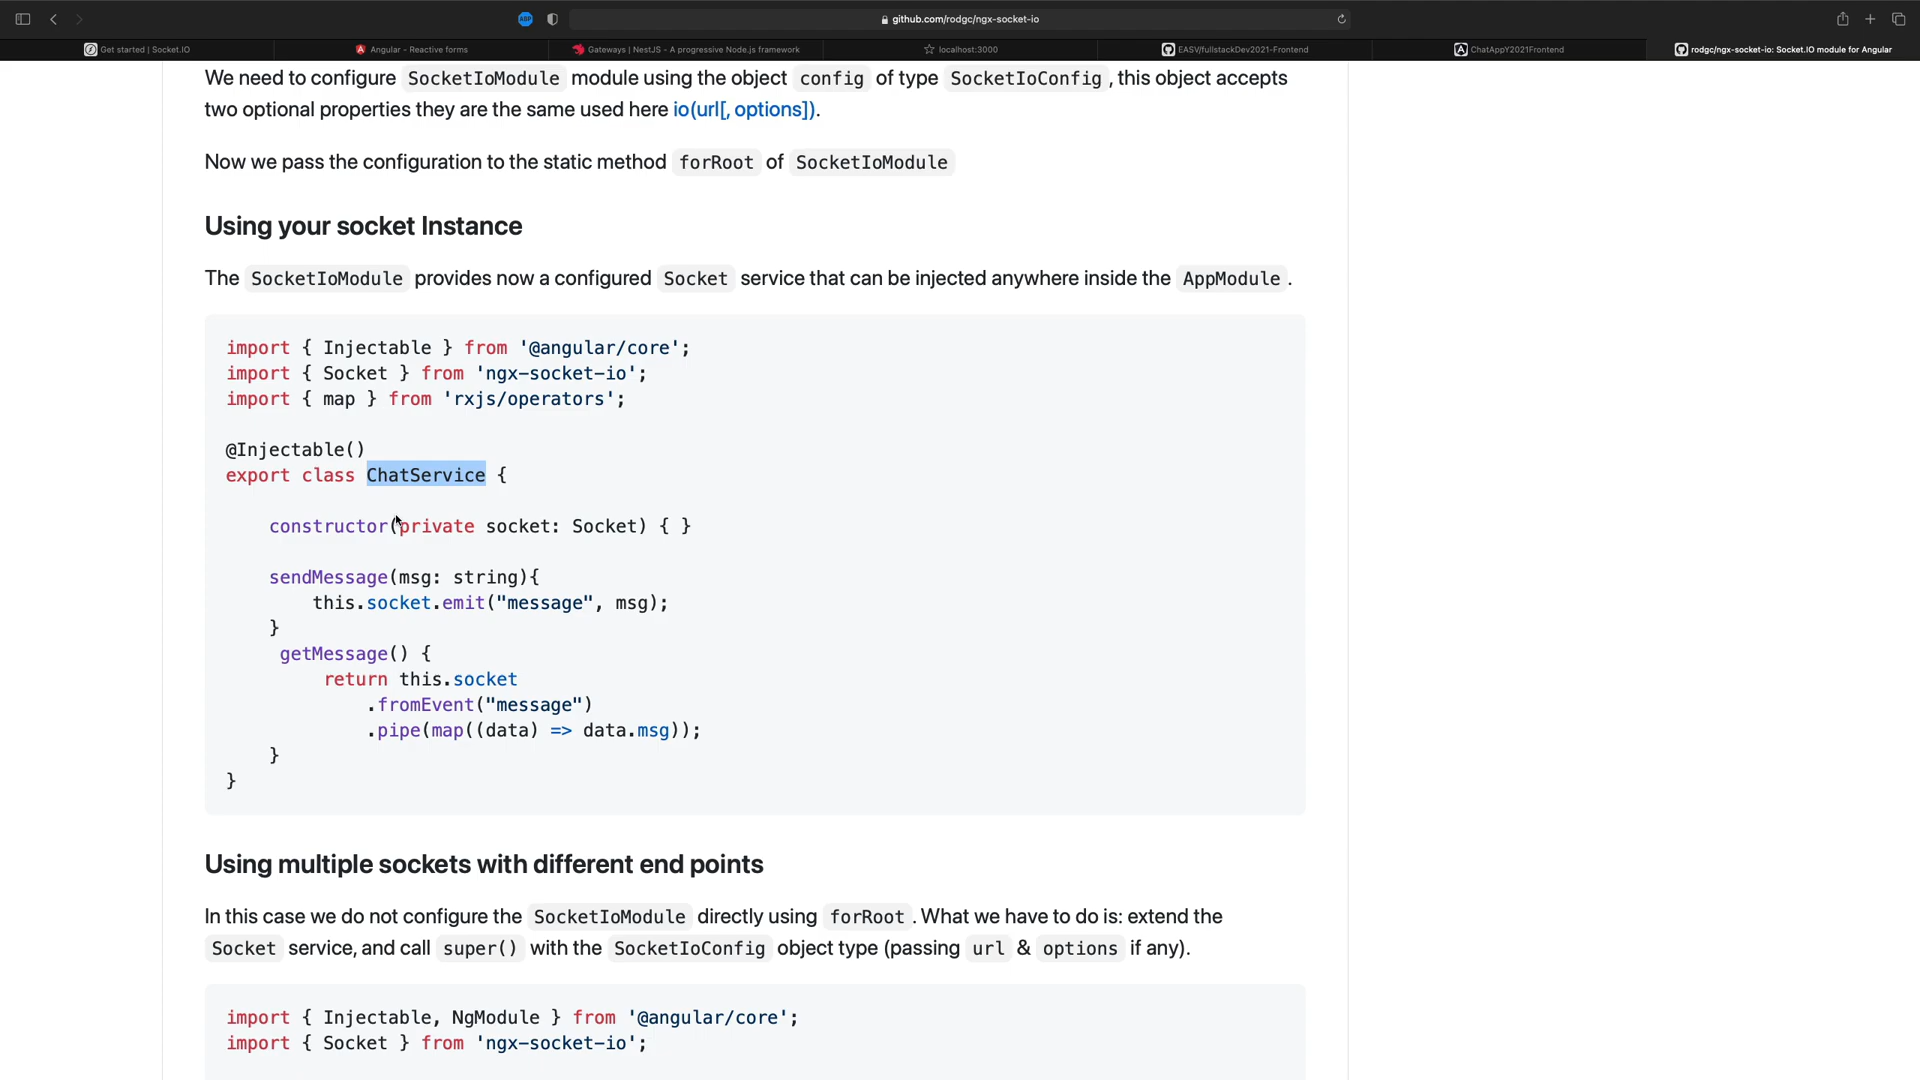 github.com/rodgc/ngx-socket-io
Get started | Socket.IO
Angular - Reactive forms
Gateways | NestJS - A progressive Node.js framework
localhost:3000
EASV/fullstackDev2021-Frontend
ChatAppY2021Frontend
rodgc/ngx-socket-io: Socket.IO module for Angular
We need to configure SocketIoModule module using the object config of type SocketIoConfig, this object accepts
two optional properties they are the same used here io(url[, options]).
Now we pass the configuration to the static method forRoot of SocketIoModule
Using your socket Instance
The SocketIoModule provides now a configured Socket service that can be injected anywhere inside the AppModule.
import { Injectable } from '@angular/core';
import { Socket } from 'ngx-socket-io';
import { map } from 'rxjs/operators';
@Injectable()
export class ChatService {
constructor(private socket: Socket) { }
sendMessage(msg: string){
this.socket.emit("message", msg);
}
getMessage() {
return this.socket
.fromEvent("message")
.pipe(map((data) => data.msg));
}
}
Using multiple sockets with different end points
In this case we do not configure the SocketIoModule directly using forRoot. What we have to do is: extend the
Socket service, and call super() with the SocketIoConfig object type (passing url & options if any).
import { Injectable, NgModule } from '@angular/core';
import { Socket } from 'ngx-socket-io';